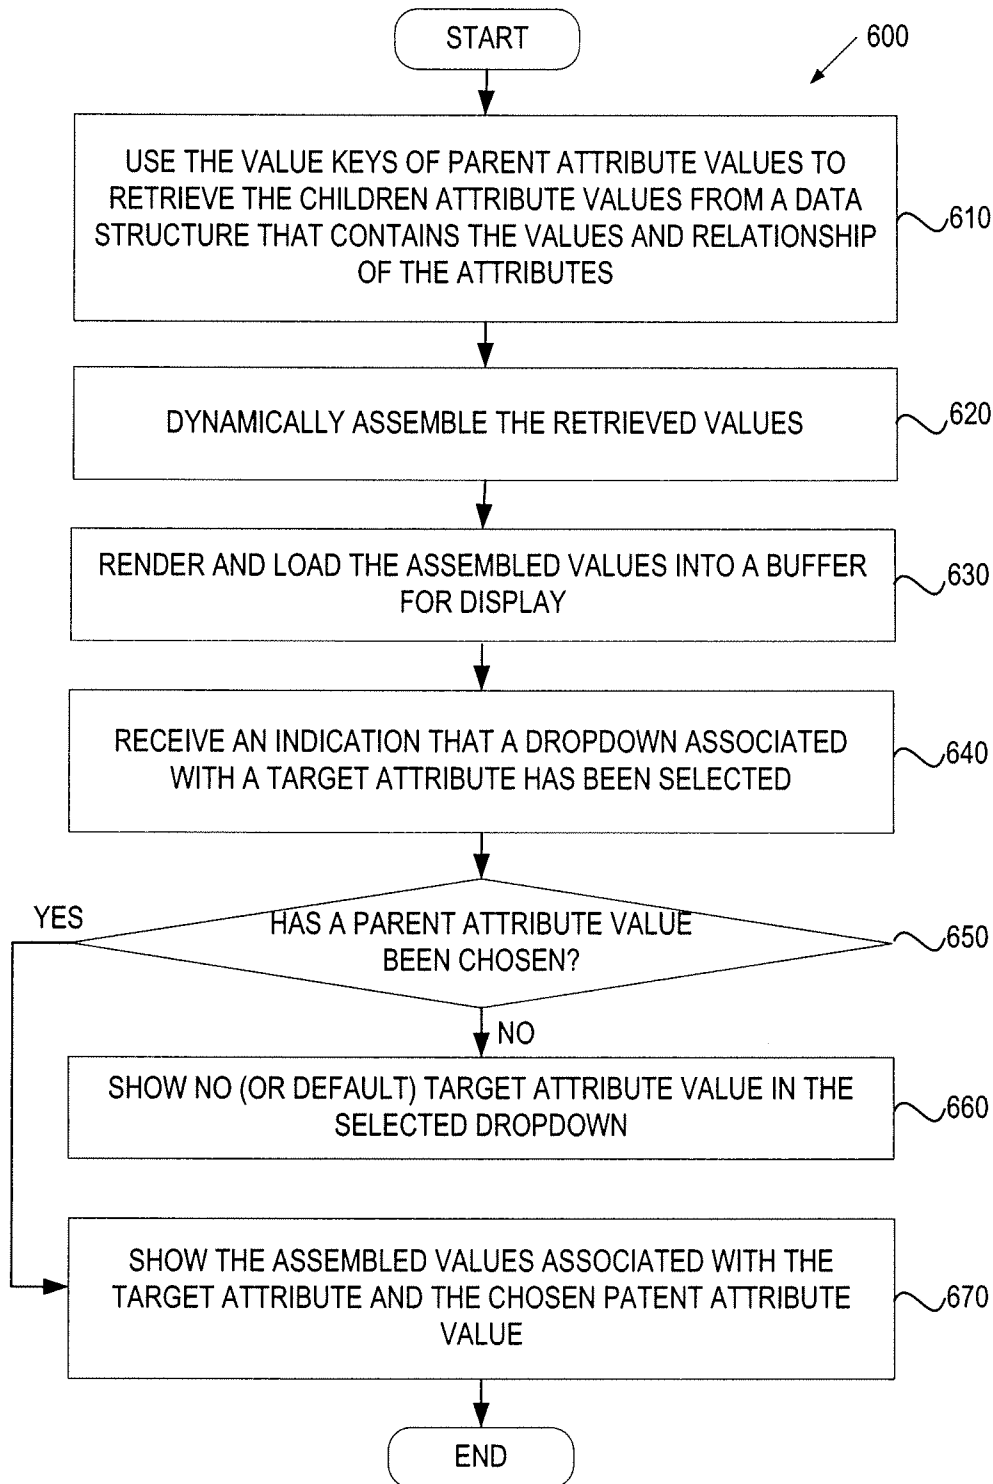 START
600
USE THE VALUE KEYS OF PARENT ATTRIBUTE VALUES TO
RETRIEVE THE CHILDREN ATTRIBUTE VALUES FROM A DATA
STRUCTURE THAT CONTAINS THE VALUES AND RELATIONSHIP
OF THE ATTRIBUTES
610
DYNAMICALLY ASSEMBLE THE RETRIEVED VALUES
620
RENDER AND LOAD THE ASSEMBLED VALUES INTO A BUFFER
FOR DISPLAY
630
RECEIVE AN INDICATION THAT A DROPDOWN ASSOCIATED
WITH A TARGET ATTRIBUTE HAS BEEN SELECTED
640
YES
HAS A PARENT ATTRIBUTE VALUE
BEEN CHOSEN?
650
NO
SHOW NO (OR DEFAULT) TARGET ATTRIBUTE VALUE IN THE
SELECTED DROPDOWN
660
SHOW THE ASSEMBLED VALUES ASSOCIATED WITH THE
TARGET ATTRIBUTE AND THE CHOSEN PATENT ATTRIBUTE
VALUE
670
END